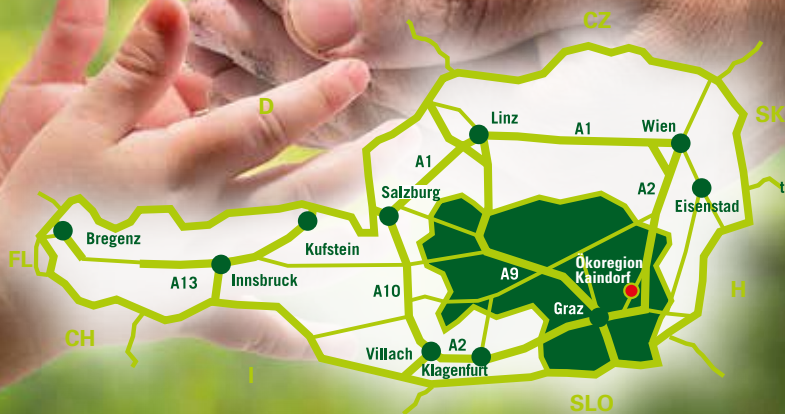 CZ
D
Linz
A1
Wien
SK
A1
Salzburg
A2
Eisenstad
t
Bregenz
Kufstein
FL
A13
Innsbruck
A9
Ökoregion
Kaindorf
H
A10
Graz
CH
Villach
A2
Klagenfurt
I
SLO